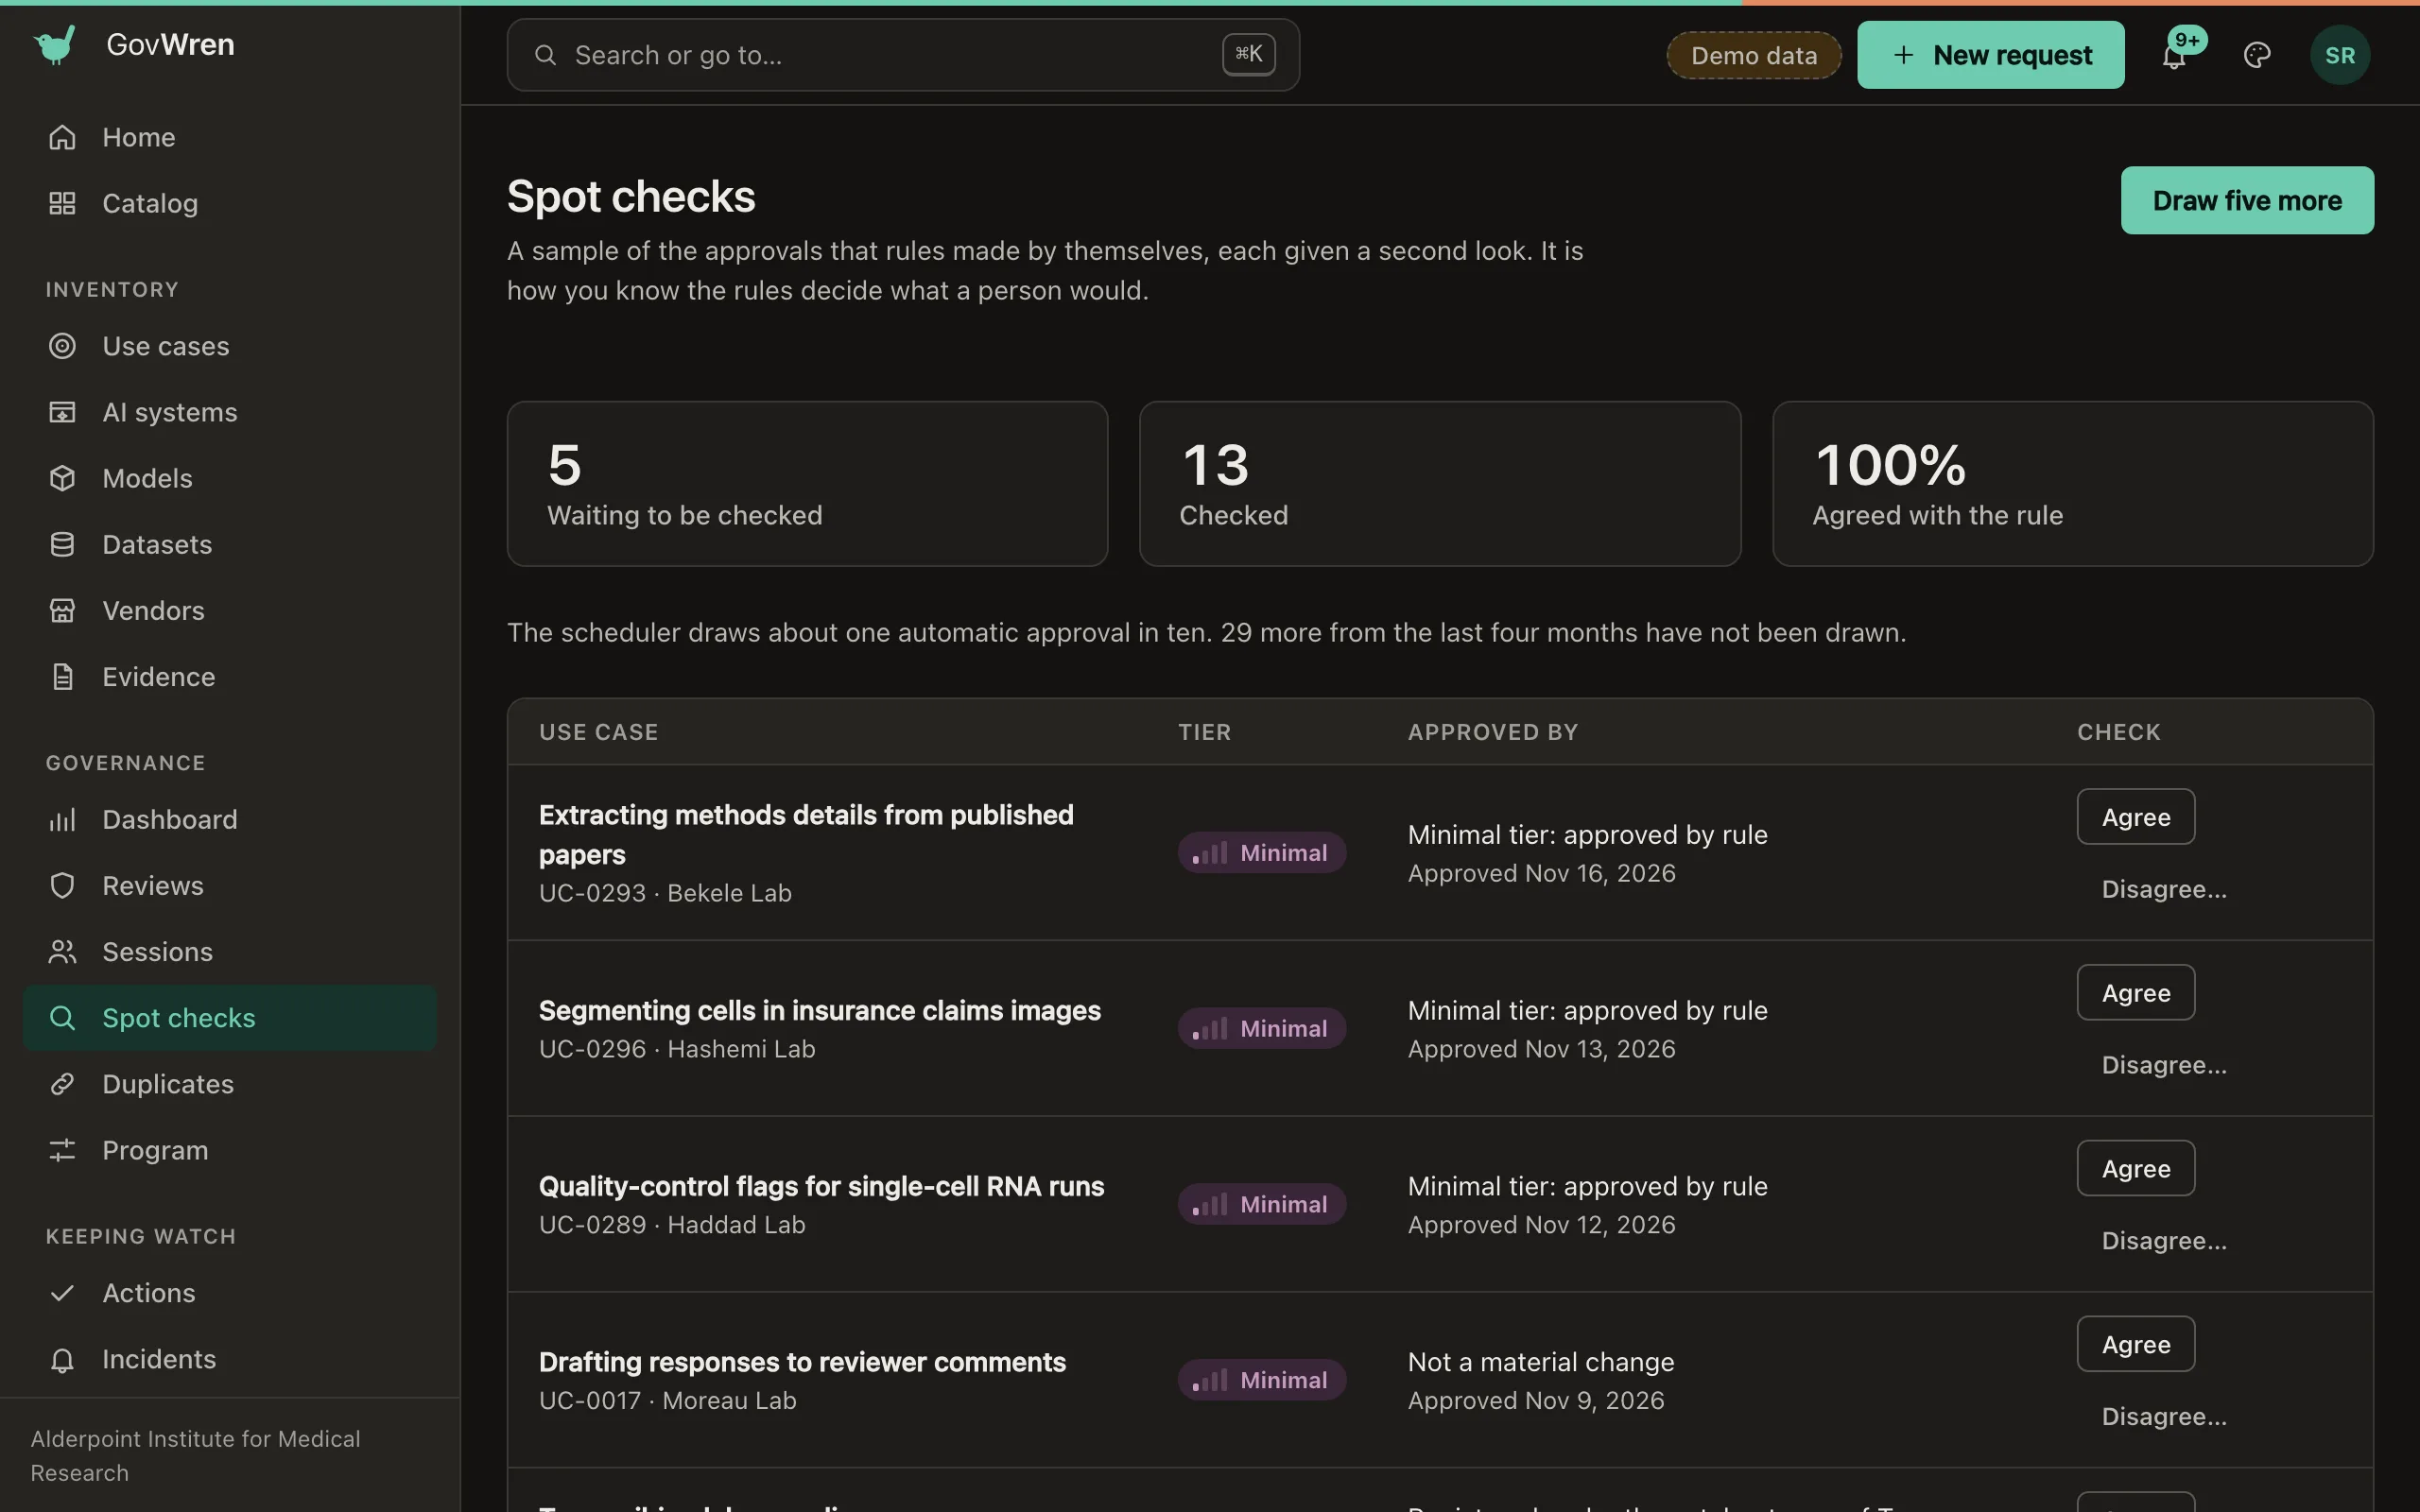 GovWren
Search or go to...
⌘K
Demo data
+ New request
9+
SR
Home
Catalog
INVENTORY
Use cases
AI systems
Models
Datasets
Vendors
Evidence
GOVERNANCE
Dashboard
Reviews
Sessions
Spot checks
Duplicates
Program
KEEPING WATCH
Actions
Incidents
Alderpoint Institute for Medical
Research
Spot checks
Draw five more
A sample of the approvals that rules made by themselves, each given a second look. It is
how you know the rules decide what a person would.
5
Waiting to be checked
13
Checked
100%
Agreed with the rule
The scheduler draws about one automatic approval in ten. 29 more from the last four months have not been drawn.
USE CASE TIER APPROVED BY CHECK
Extracting methods details from published
papers
UC-0293 · Bekele Lab
Minimal
Minimal tier: approved by rule
Approved Nov 16, 2026
Agree
Disagree...
Segmenting cells in insurance claims images
UC-0296 · Hashemi Lab
Minimal
Minimal tier: approved by rule
Approved Nov 13, 2026
Agree
Disagree...
Quality-control flags for single-cell RNA runs
UC-0289 · Haddad Lab
Minimal
Minimal tier: approved by rule
Approved Nov 12, 2026
Agree
Disagree...
Drafting responses to reviewer comments
UC-0017 · Moreau Lab
Minimal
Not a material change
Approved Nov 9, 2026
Agree
Disagree...